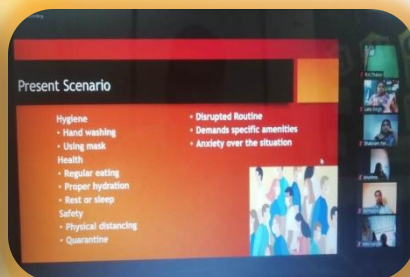 Present Scenario
Hygiene
• Hand washing
• Using mask
Health
• Regular eating
• Proper hydration
• Rest or sleep
Safety
• Physical distancing
• Quarantine
• Disrupted Routine
• Demands specific amenities
• Anxiety over the situation